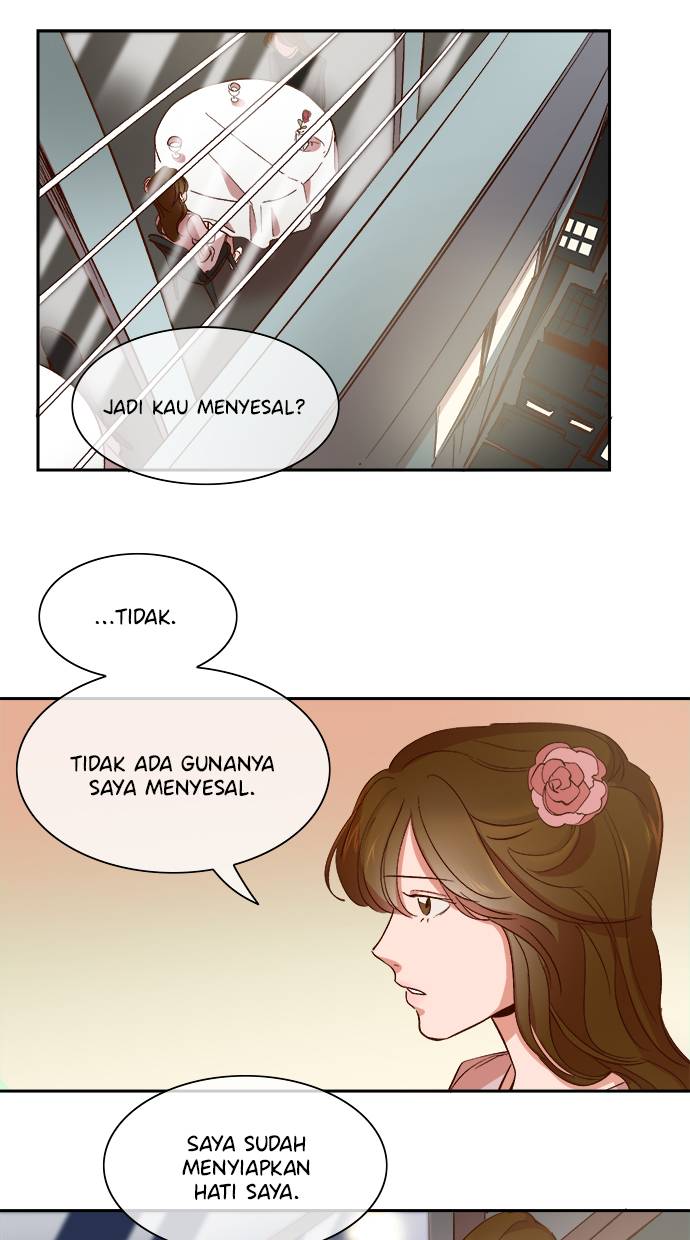 JADI KAU MENYESAL?
...TIDAK.
TIDAK ADA GUNANYA
SAYA MENYESAL.
SAYA SUDAH
MENYIAPKAN
HATI SAYA.